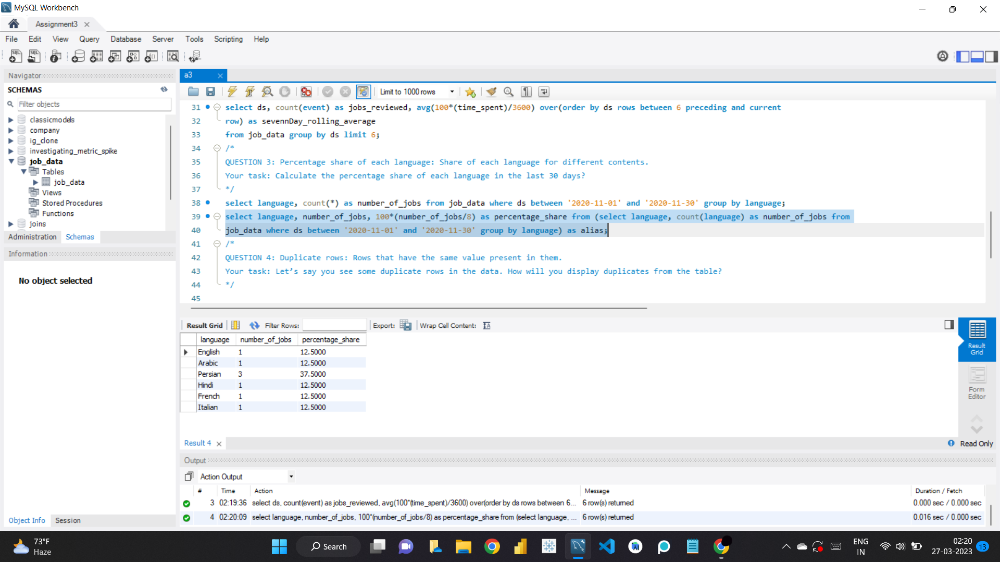 MySQL Workbench
Assignment3
File Edit View Query Database Server Tools Scripting Help
Navigator
SCHEMAS
Filter objects
classicmodels
company
ig_clone
investigating_metric_spike
job_data
Tables
job_data
Views
Stored Procedures
Functions
joins
Administration Schemas
Information
No object selected
Object Info Session
a3
Limit to 1000 rows
31 select ds, count(event) as jobs_reviewed, avg(100*(time_spent)/3600) over(order by ds rows between 6 preceding and current
32 row) as sevennDay_rolling_average
33 from job_data group by ds limit 6;
34 /*
35 QUESTION 3: Percentage share of each language: Share of each language for different contents.
36 Your task: Calculate the percentage share of each language in the last 30 days?
37 */
38 select language, count(*) as number_of_jobs from job_data where ds between '2020-11-01' and '2020-11-30' group by language;
39 select language, number_of_jobs, 100*(number_of_jobs/8) as percentage_share from (select language, count(language) as number_of_jobs from
40 job_data where ds between '2020-11-01' and '2020-11-30' group by language) as alias;
41 /*
42 QUESTION 4: Duplicate rows: Rows that have the same value present in them.
43 Your task: Let’s say you see some duplicate rows in the data. How will you display duplicates from the table?
44 */
45
Result Grid Filter Rows: Export: Wrap Cell Content:
language number_of_jobs percentage_share
English 1 12.5000
Arabic 1 12.5000
Persian 3 37.5000
Hindi 1 12.5000
French 1 12.5000
Italian 1 12.5000
Result Grid
Form Editor
Result 4
Read Only
Output
Action Output
# Time Action Message Duration / Fetch
3 02:19:36 select ds, count(event) as jobs_reviewed, avg(100*(time_spent)/3600) over(order by ds rows between 6... 6 row(s) returned 0.000 sec / 0.000 sec
4 02:20:09 select language, number_of_jobs, 100*(number_of_jobs/8) as percentage_share from (select language, ... 6 row(s) returned 0.016 sec / 0.000 sec
73°F
Haze
Search
ENG
IN
02:20
27-03-2023
13